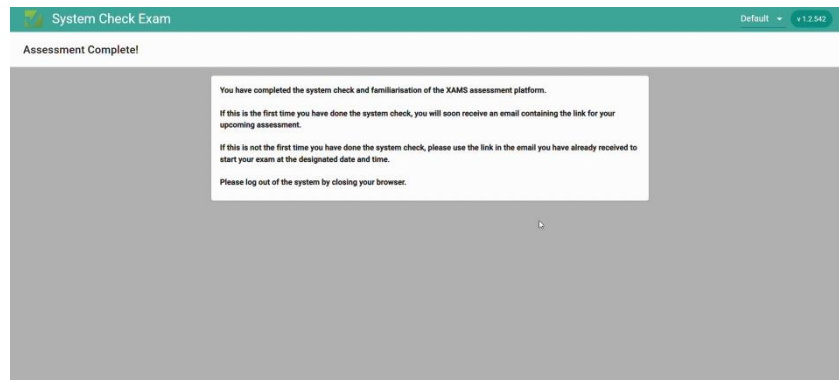 System Check Exam
Default
v 1.2.542
Assessment Complete!
You have completed the system check and familiarisation of the XAMS assessment platform.
If this is the first time you have done the system check, you will soon receive an email containing the link for your
upcoming assessment.
If this is not the first time you have done the system check, please use the link in the email you have already received to
start your exam at the designated date and time.
Please log out of the system by closing your browser.